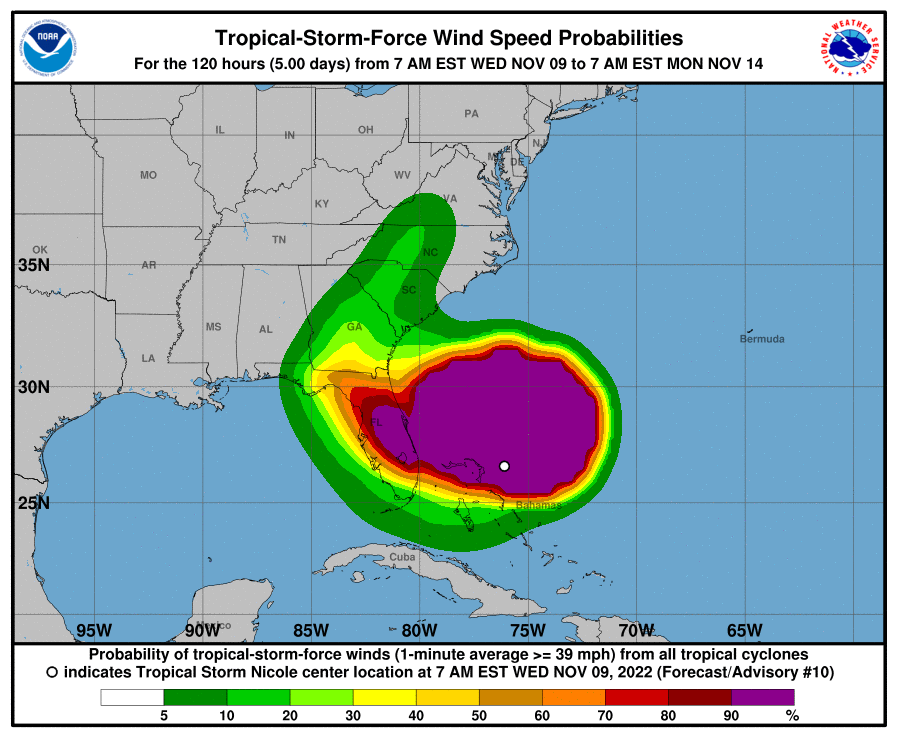 Tropical-Storm-Force Wind Speed Probabilities
For the 120 hours (5.00 days) from 7 AM EST WED NOV 09 to 7 AM EST MON NOV 14
NOAA
NATIONAL WEATHER SERVICE
PA
IL
IN
OH
NJ
DE
MO
WV
VA
KY
OK
TN
NC
35N
AR
SC
MS
AL
GA
Bermuda
LA
30N
FL
25N
Bahamas
Cuba
Mexico
95W 90W 85W 80W 75W 70W 65W
Probability of tropical-storm-force winds (1-minute average >= 39 mph) from all tropical cyclones
indicates Tropical Storm Nicole center location at 7 AM EST WED NOV 09, 2022 (Forecast/Advisory #10)
5 10 20 30 40 50 60 70 80 90 %